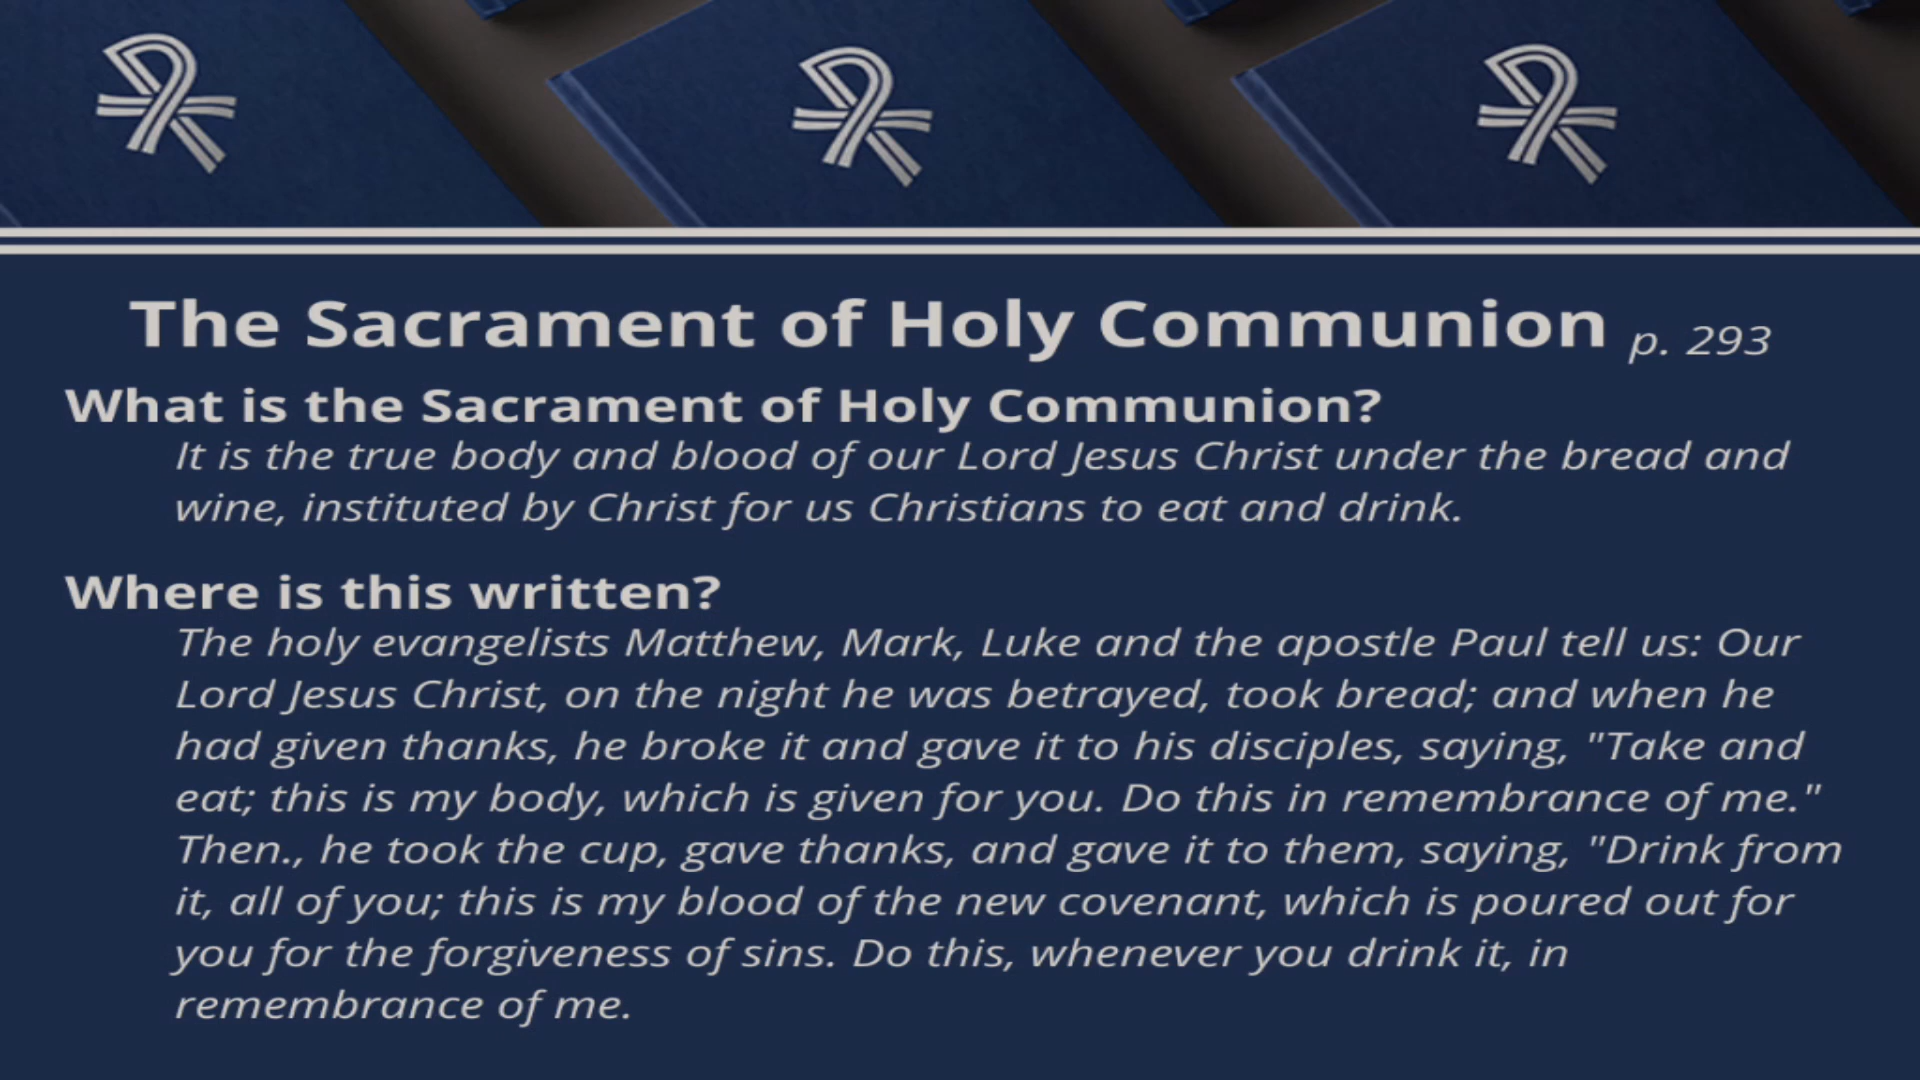 The Sacrament of Holy Communion p. 293
What is the Sacrament of Holy Communion?
It is the true body and blood of our Lord Jesus Christ under the bread and
wine, instituted by Christ for us Christians to eat and drink.
Where is this written?
The holy evangelists Matthew, Mark, Luke and the apostle Paul tell us: Our
Lord Jesus Christ, on the night he was betrayed, took bread; and when he
had given thanks, he broke it and gave it to his disciples, saying, "Take and
eat; this is my body, which is given for you. Do this in remembrance of me."
Then., he took the cup, gave thanks, and gave it to them, saying, "Drink from
it, all of you; this is my blood of the new covenant, which is poured out for
you for the forgiveness of sins. Do this, whenever you drink it, in
remembrance of me.